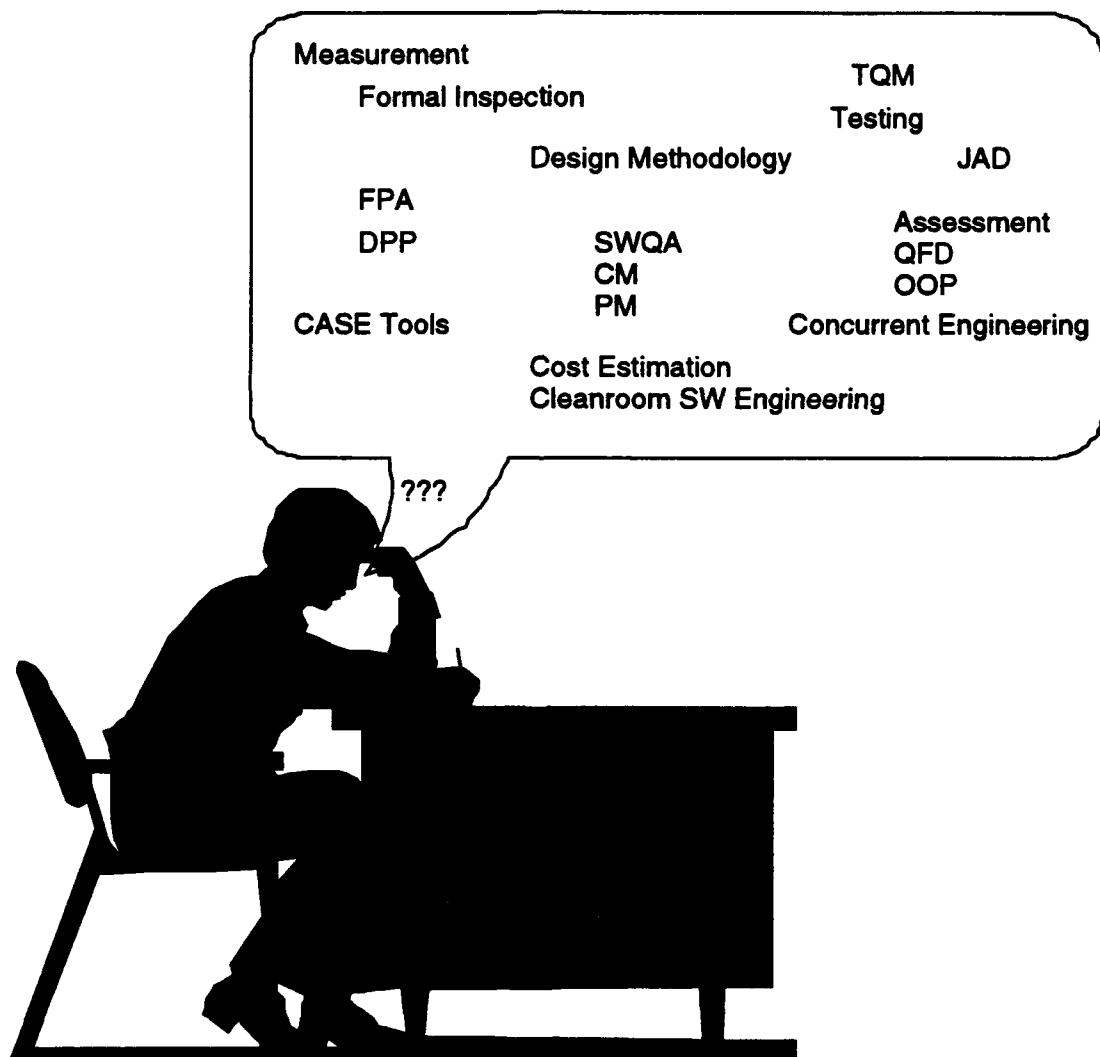 Measurement
TQM
Formal Inspection
Testing
Design Methodology
JAD
FPA
Assessment
DPP
SWQA
QFD
CM
OOP
PM
CASE Tools
Concurrent Engineering
Cost Estimation
Cleanroom SW Engineering
???